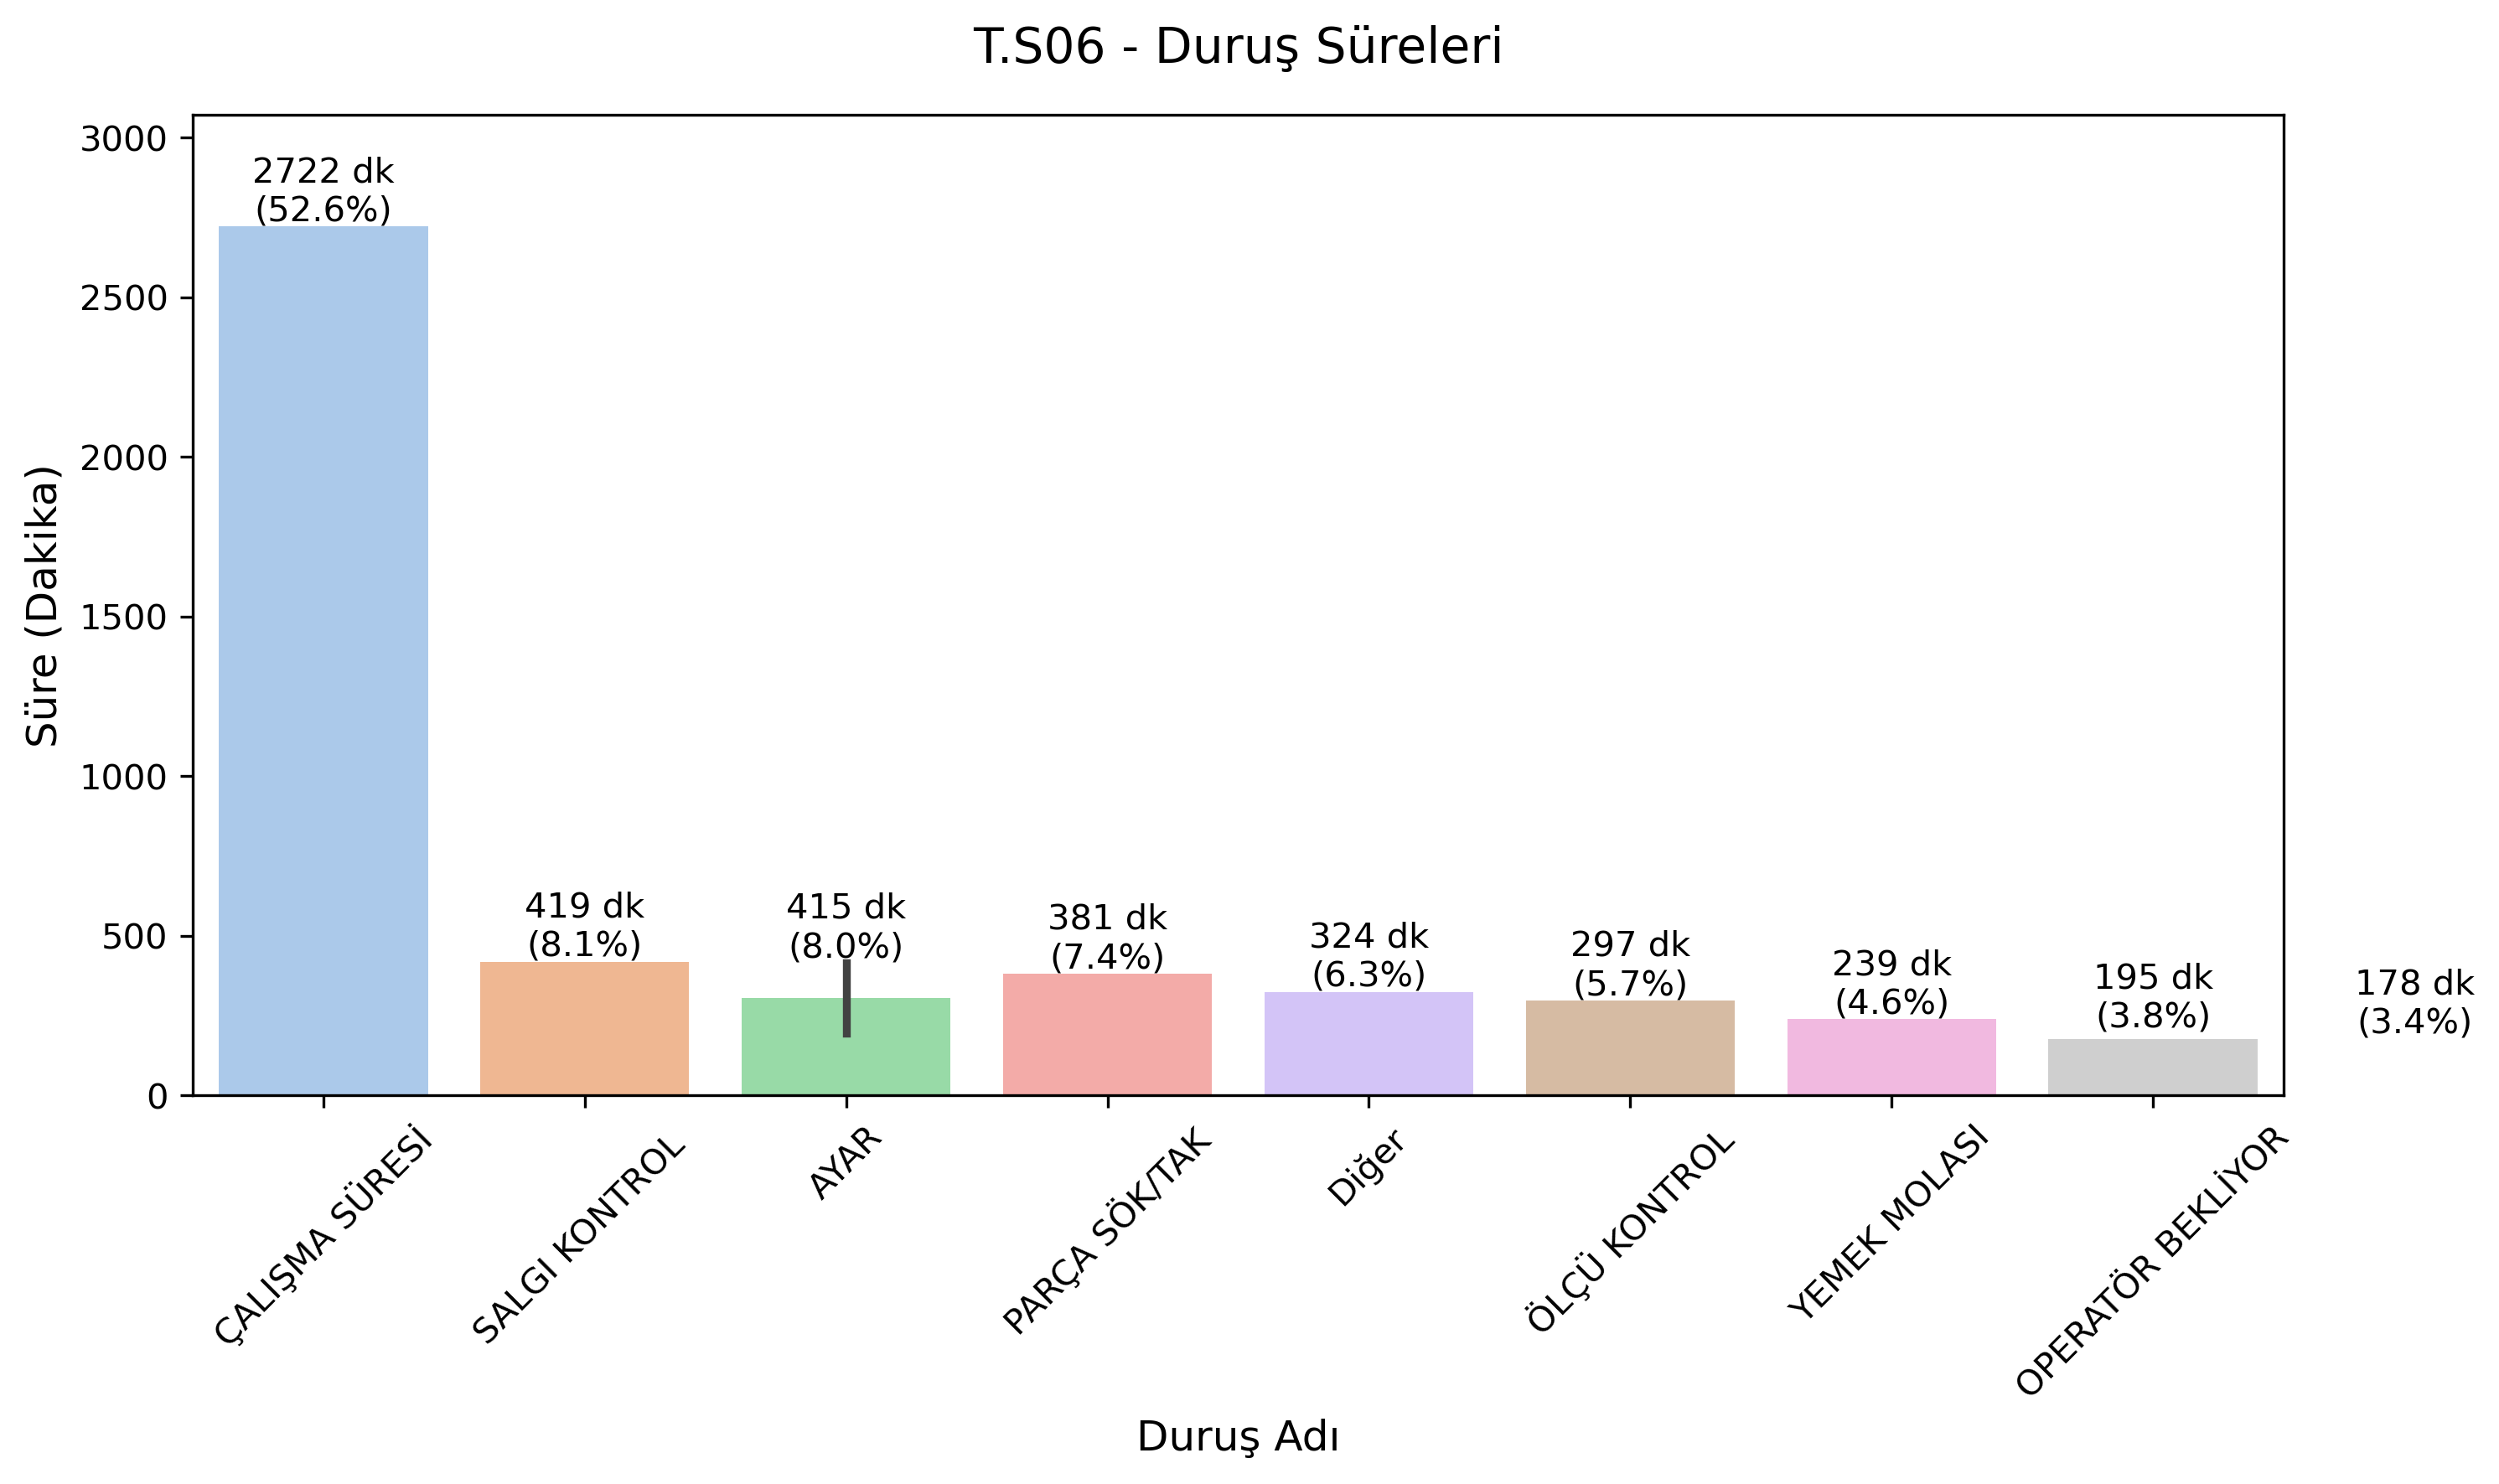 T.S06 - Duruş Süreleri
Süre (Dakika)
3000
2500
2000
1500
1000
500
0
2722 dk
(52.6%)
419 dk
(8.1%)
415 dk
(8.0%)
381 dk
(7.4%)
324 dk
(6.3%)
297 dk
(5.7%)
239 dk
(4.6%)
195 dk
(3.8%)
178 dk
(3.4%)
ÇALIŞMA SÜRESİ
SALGI KONTROL
AYAR
PARÇA SÖK/TAK
Diğer
ÖLÇÜ KONTROL
YEMEK MOLASI
OPERATÖR BEKLİYOR
Duruş Adı